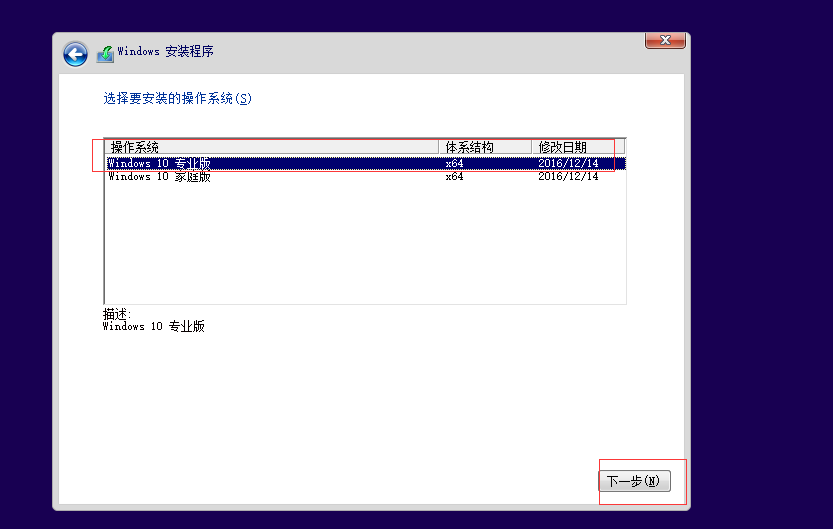 Windows 安装程序
选择要安装的操作系统(S)
操作系统 体系结构 修改日期
Windows 10 专业版 x64 2016/12/14
Windows 10 家庭版 x64 2016/12/14
描述:
Windows 10 专业版
下一步(N)